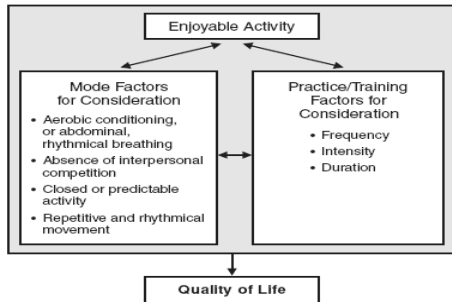 Enjoyable Activity
Mode Factors
for Consideration
• Aerobic conditioning,
or abdominal,
rhythmical breathing
• Absence of interpersonal
competition
• Closed or predictable
activity
• Repetitive and rhythmical
movement
Practice/Training
Factors for
Consideration
• Frequency
• Intensity
• Duration
Quality of Life